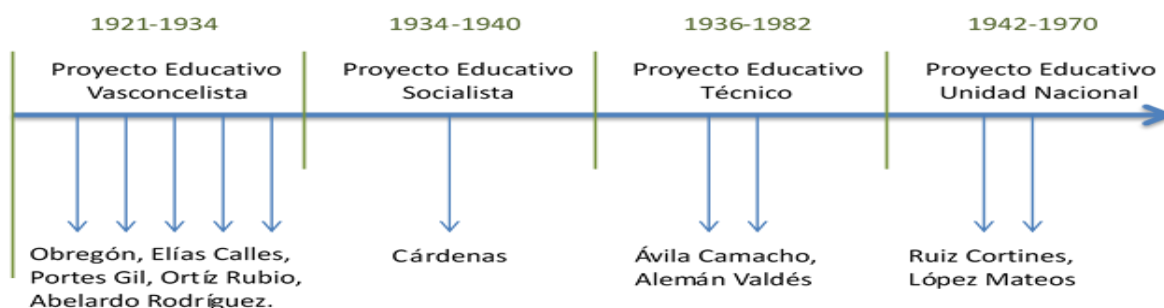 1921-1934
Proyecto Educativo
Vasconcelista
Obregón, Elías Calles,
Portes Gil, Ortíz Rubio,
Abelardo Rodríguez.
1934-1940
Proyecto Educativo
Socialista
Cárdenas
1936-1982
Proyecto Educativo
Técnico
Ávila Camacho,
Alemán Valdés
1942-1970
Proyecto Educativo
Unidad Nacional
Ruiz Cortines,
López Mateos